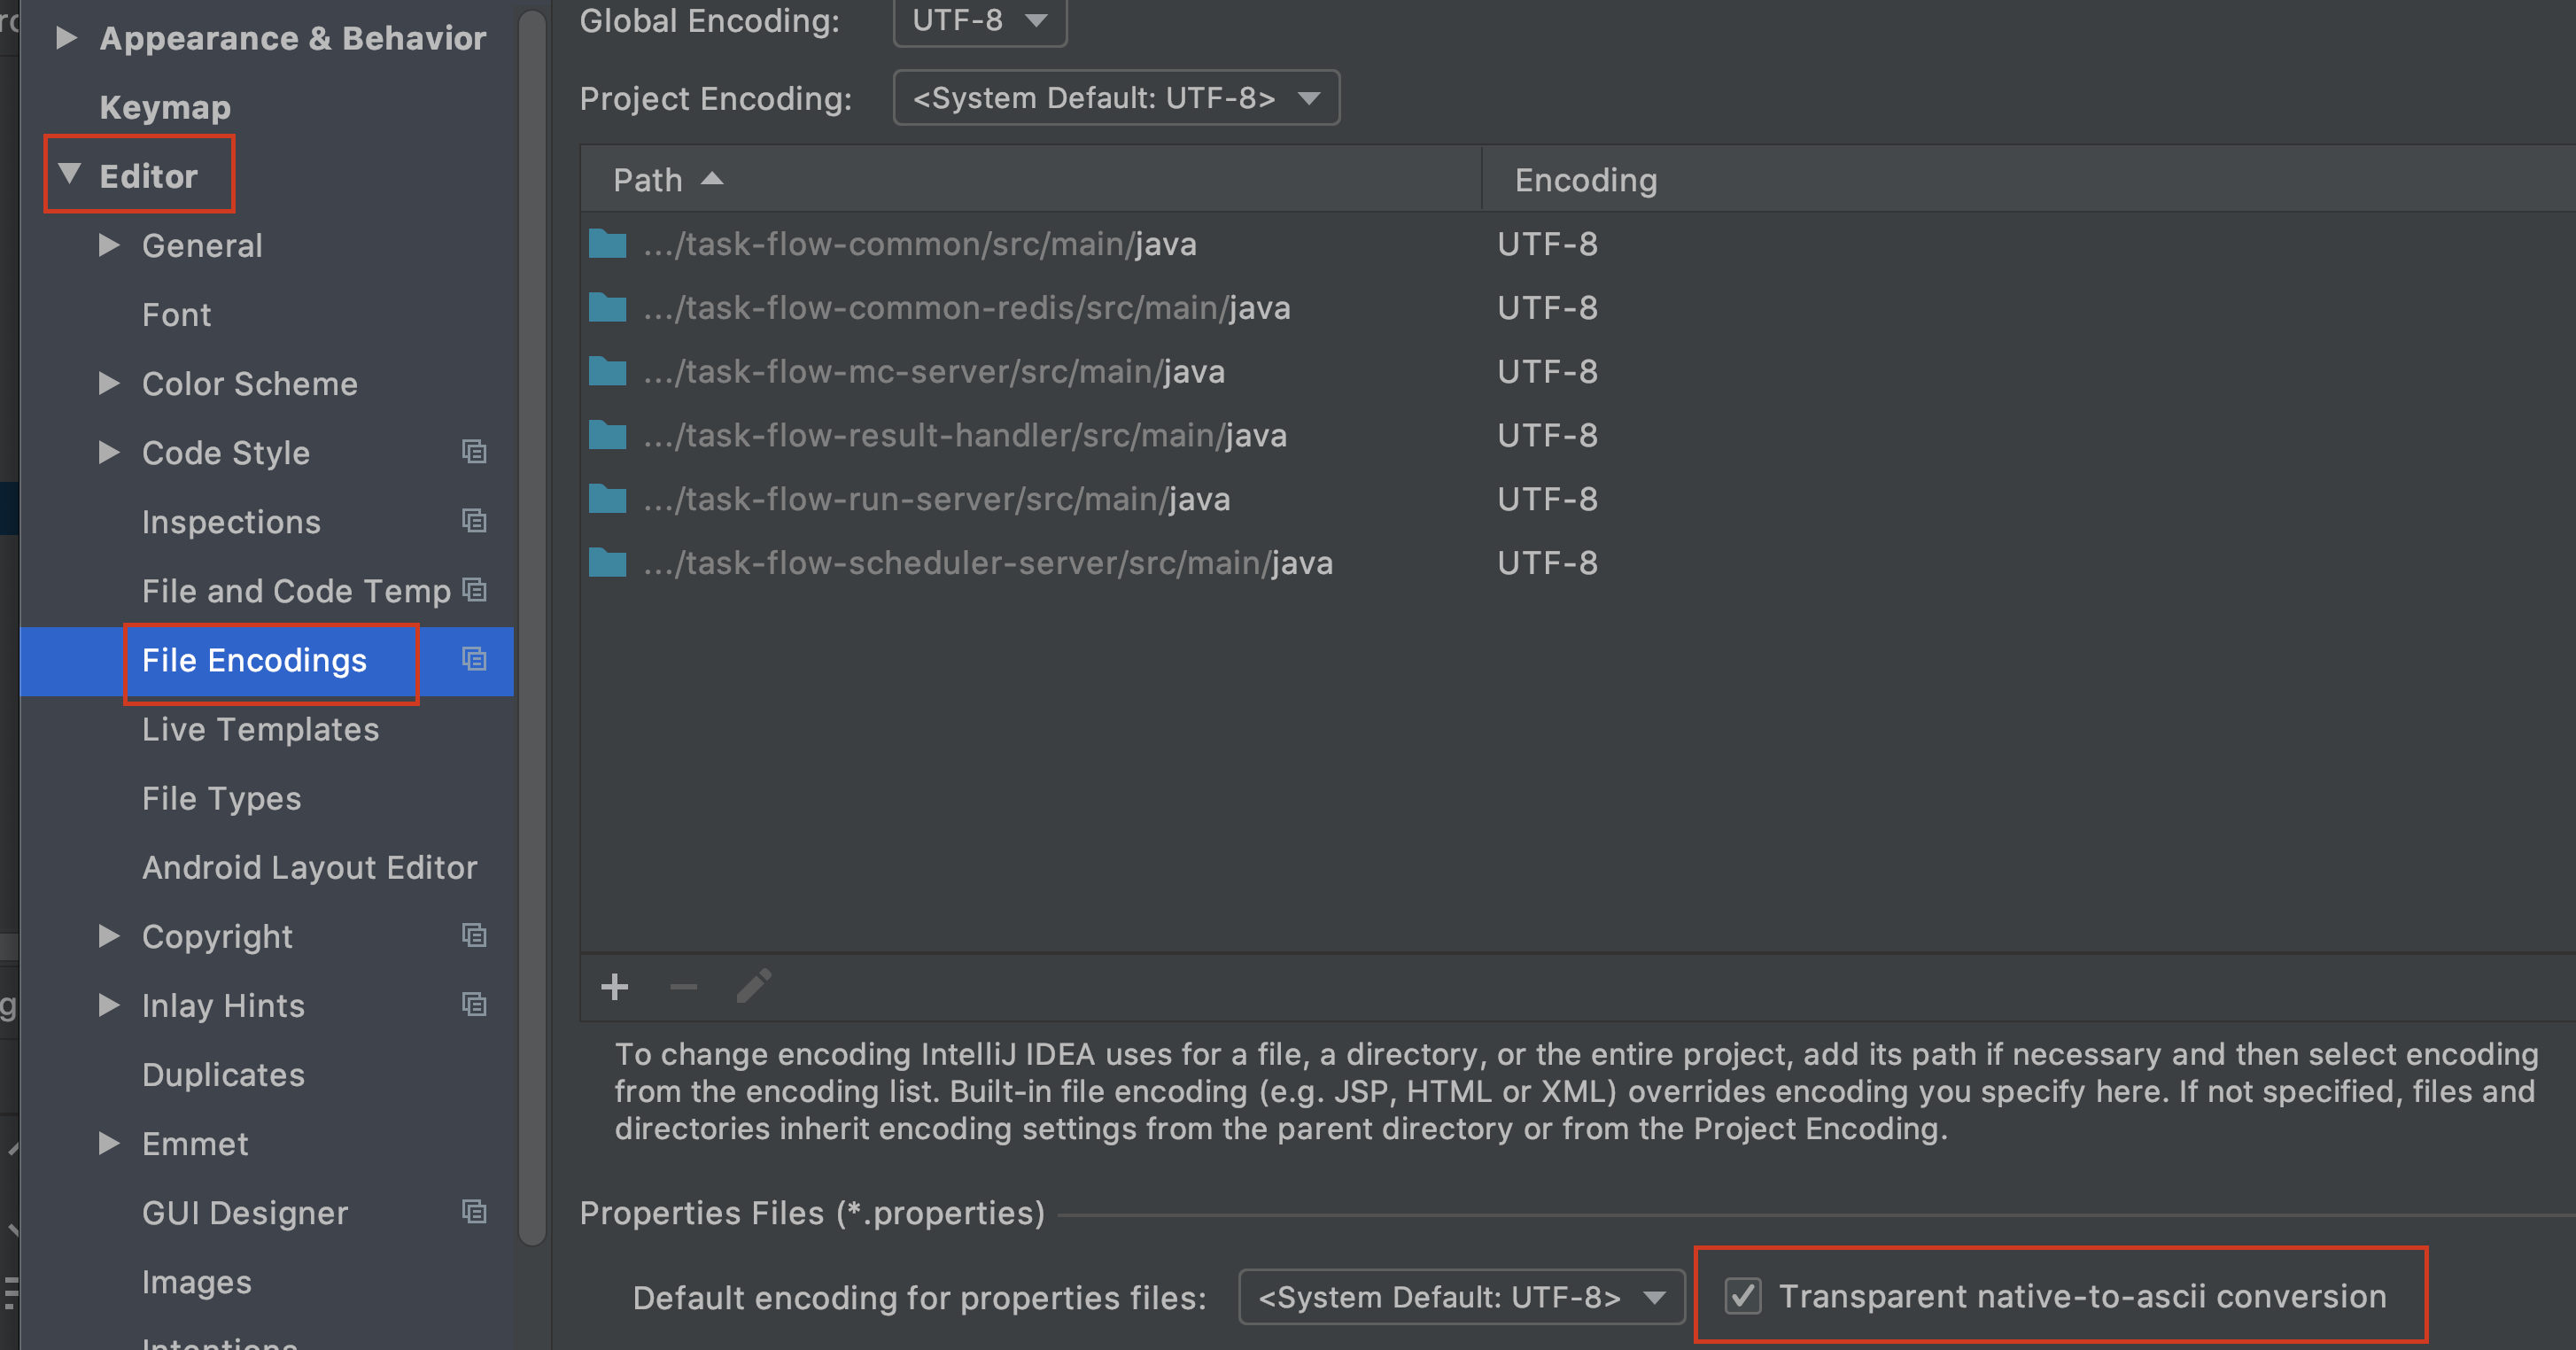 Appearance & Behavior
Keymap
Editor
General
Font
Color Scheme
Code Style
Inspections
File and Code Temp
File Encodings
Live Templates
File Types
Android Layout Editor
Copyright
Inlay Hints
Duplicates
Emmet
GUI Designer
Images
Intentions
Global Encoding: UTF-8
Project Encoding: <System Default: UTF-8>
Path Encoding
.../task-flow-common/src/main/java UTF-8
.../task-flow-common-redis/src/main/java UTF-8
.../task-flow-mc-server/src/main/java UTF-8
.../task-flow-result-handler/src/main/java UTF-8
.../task-flow-run-server/src/main/java UTF-8
.../task-flow-scheduler-server/src/main/java UTF-8
To change encoding IntelliJ IDEA uses for a file, a directory, or the entire project, add its path if necessary and then select encoding
from the encoding list. Built-in file encoding (e.g. JSP, HTML or XML) overrides encoding you specify here. If not specified, files and
directories inherit encoding settings from the parent directory or from the Project Encoding.
Properties Files (*.properties)
Default encoding for properties files: <System Default: UTF-8> Transparent native-to-ascii conversion